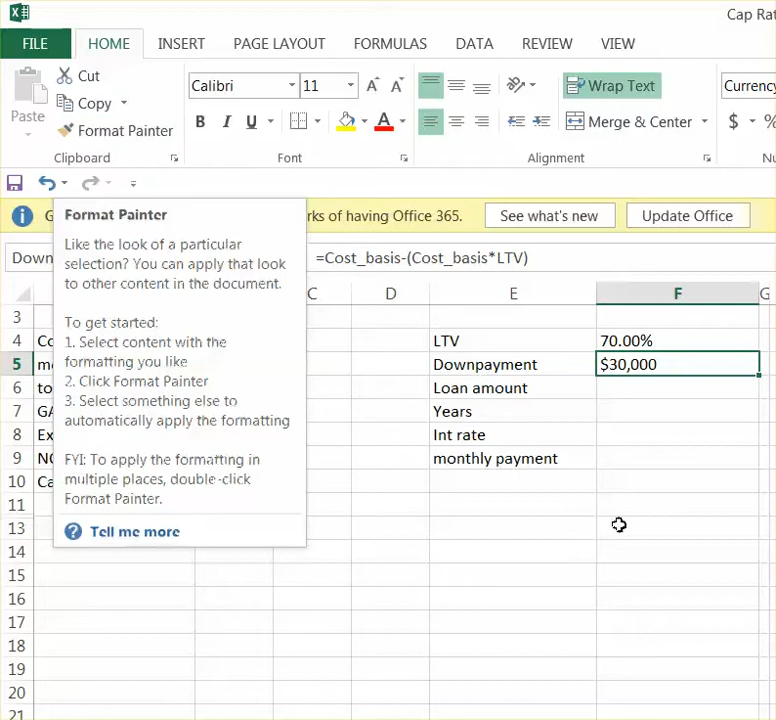 Cap Rat
FILE HOME INSERT PAGE LAYOUT FORMULAS DATA REVIEW VIEW
Cut
Copy
Paste
Format Painter
Calibri 11
B I U A
Wrap Text
Merge & Center
Currency
$ %
Clipboard Font Alignment
G rks of having Office 365. See what's new Update Office
Down =Cost_basis-(Cost_basis*LTV)
Format Painter
Like the look of a particular
selection? You can apply that look
to other content in the document.
To get started:
1. Select content with the
formatting you like
2. Click Format Painter
3. Select something else to
automatically apply the formatting
FYI: To apply the formatting in
multiple places, double-click
Format Painter.
Tell me more
C D E F G
3
4 Co LTV 70.00%
5 mo Downpayment $30,000
6 to Loan amount
7 GA Years
8 Ex Int rate
9 NO monthly payment
10 Ca
11
13
14
15
16
17
18
19
20
21